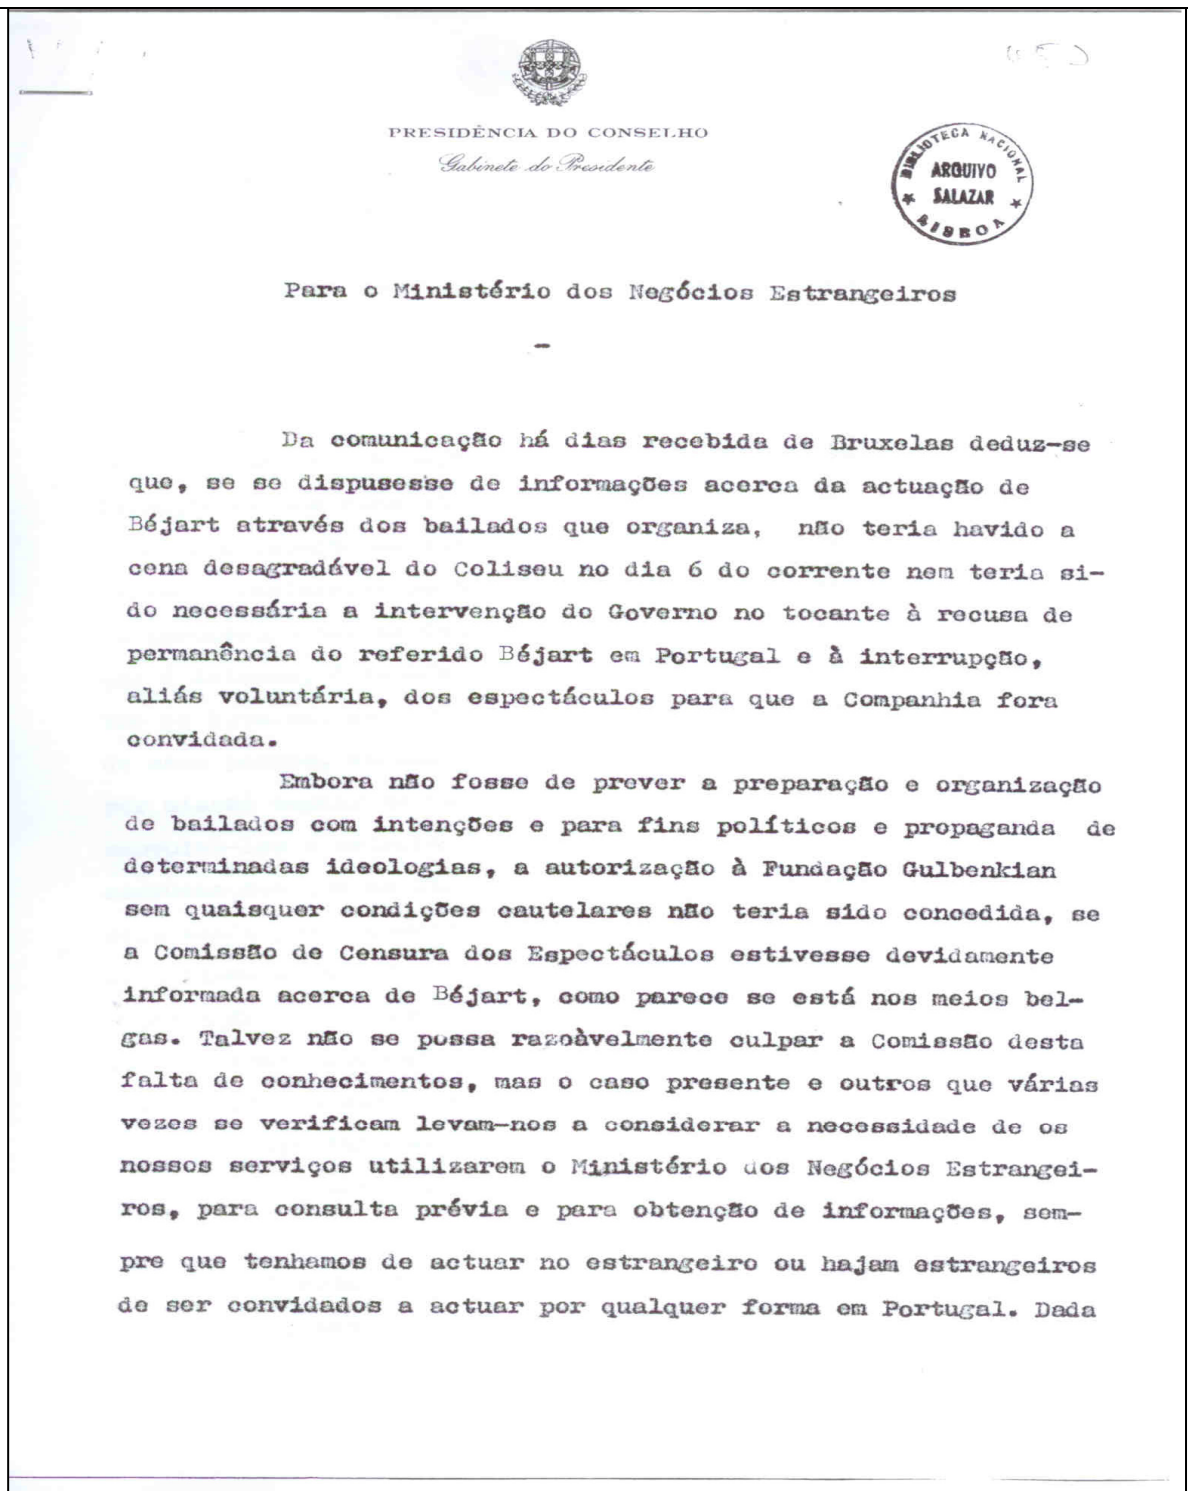 PRESIDÊNCIA DO CONSELHO
Gabinete do Presidente
BIBLIOTECA NACIONAL
ARQUIVO
SALAZAR
LISBOA
Para o Ministério dos Negócios Estrangeiros
-
Da comunicação há dias recebida de Bruxelas deduz-se
que, se se dispusesse de informações acerca da actuação de
Béjart através dos bailados que organiza, não teria havido a
cena desagradável do Coliseu no dia 6 do corrente nem teria si-
do necessária a intervenção do Governo no tocante à recusa de
permanência do referido Béjart em Portugal e à interrupção,
aliás voluntária, dos espectáculos para que a Companhia fora
convidada.
Embora não fosse de prever a preparação e organização
de bailados com intenções e para fins políticos e propaganda de
determinadas ideologias, a autorização à Fundação Gulbenkian
sem quaisquer condições cautelares não teria sido concedida, se
a Comissão de Censura dos Espectáculos estivesse devidamente
informada acerca de Béjart, como parece se está nos meios bel-
gas. Talvez não se possa razoàvelmente culpar a Comissão desta
falta de conhecimentos, mas o caso presente e outros que várias
vezes se verificam levam-nos a considerar a necessidade de os
nossos serviços utilizarem o Ministério dos Negócios Estrangei-
ros, para consulta prévia e para obtenção de informações, sem-
pre que tenhamos de actuar no estrangeiro ou hajam estrangeiros
de ser convidados a actuar por qualquer forma em Portugal. Dada